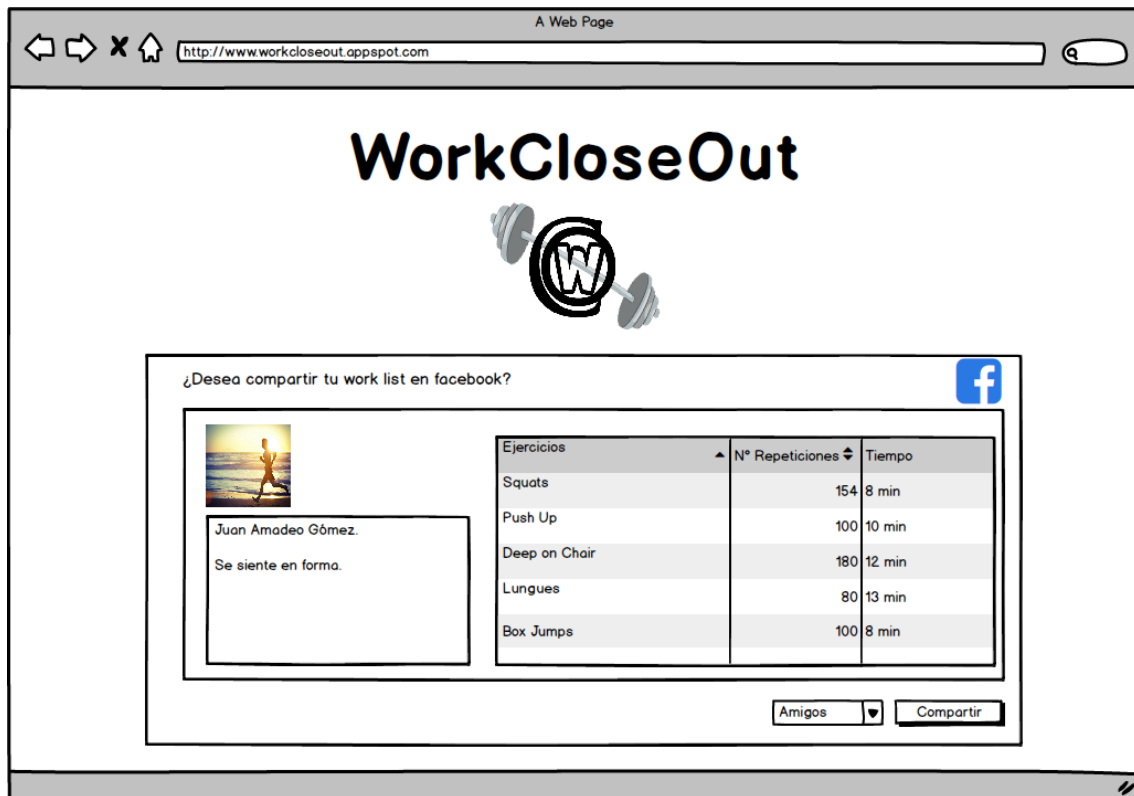 A Web Page
http://www.workcloseout.appspot.com
WorkCloseOut
CW
¿Desea compartir tu work list en facebook?
f
Juan Amadeo Gómez.
Se siente en forma.
Ejercicios N° Repeticiones Tiempo
Squats 154 8 min
Push Up 100 10 min
Deep on Chair 180 12 min
Lungues 80 13 min
Box Jumps 100 8 min
Amigos Compartir